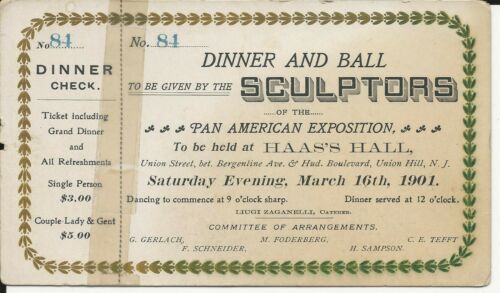 No 84
DINNER
CHECK.
Ticket including
Grand Dinner
and
All Refreshments
Single Person
$3.00
Couple-Lady & Gent
$5.00
No. 84
DINNER AND BALL
TO BE GIVEN BY THE SCULPTORS
OF THE
PAN AMERICAN EXPOSITION,
To be held at HAAS'S HALL,
Union Street, bet. Bergenline Ave. & Hud. Boulevard, Union Hill, N. J.
Saturday Evening, March 16th, 1901.
Dancing to commence at 9 o'clock sharp. Dinner served at 12 o'clock.
LIUGI ZAGANELLI, CATERER.
COMMITTEE OF ARRANGEMENTS.
G. GERLACH, M. FODERBERG, C. E. TEFFT
F. SCHNEIDER, H. SAMPSON.